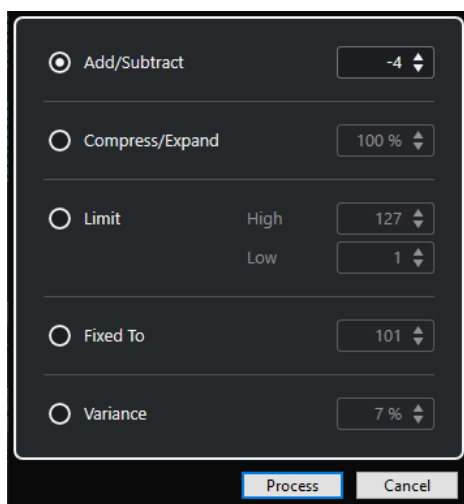 Add/Subtract -4
Compress/Expand 100 %
Limit High 127
Low 1
Fixed To 101
Variance 7 %
Process Cancel